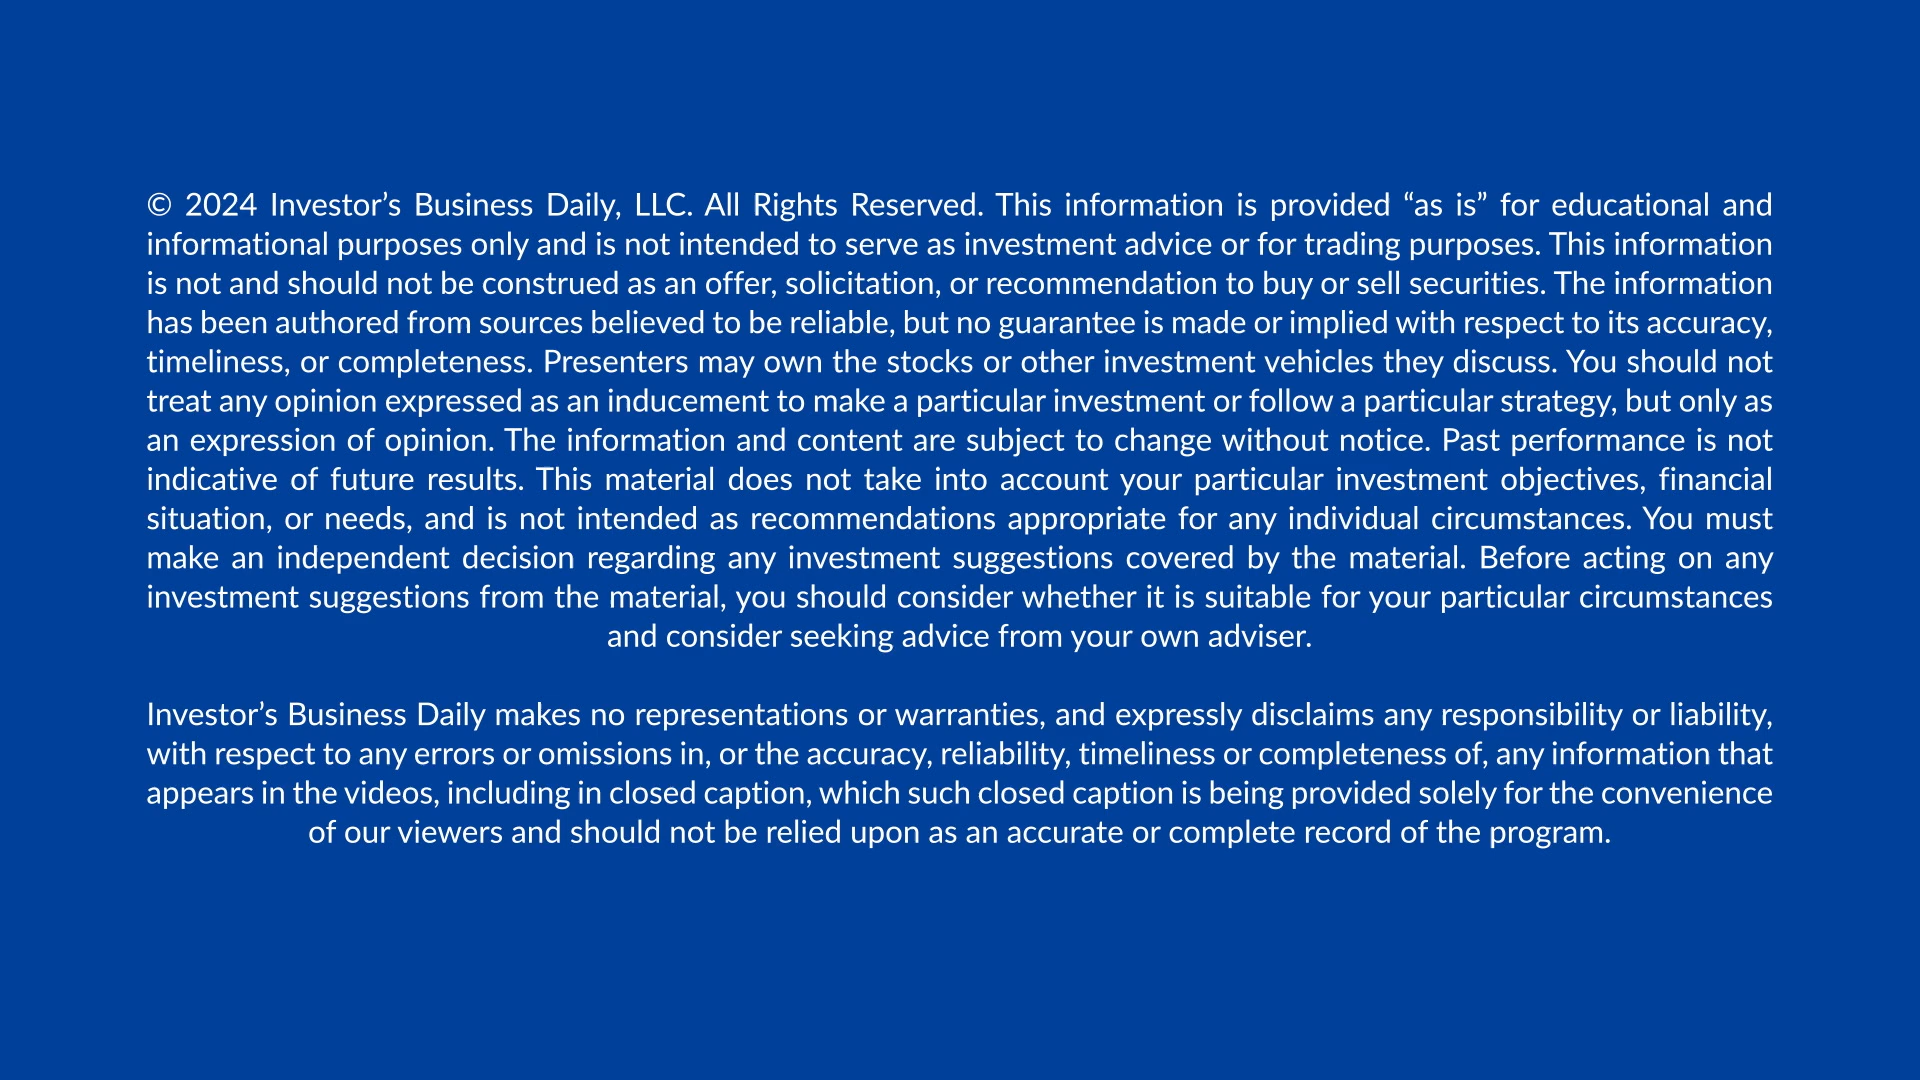 © 2024 Investor’s Business Daily, LLC. All Rights Reserved. This information is provided “as is” for educational and
informational purposes only and is not intended to serve as investment advice or for trading purposes. This information
is not and should not be construed as an offer, solicitation, or recommendation to buy or sell securities. The information
has been authored from sources believed to be reliable, but no guarantee is made or implied with respect to its accuracy,
timeliness, or completeness. Presenters may own the stocks or other investment vehicles they discuss. You should not
treat any opinion expressed as an inducement to make a particular investment or follow a particular strategy, but only as
an expression of opinion. The information and content are subject to change without notice. Past performance is not
indicative of future results. This material does not take into account your particular investment objectives, financial
situation, or needs, and is not intended as recommendations appropriate for any individual circumstances. You must
make an independent decision regarding any investment suggestions covered by the material. Before acting on any
investment suggestions from the material, you should consider whether it is suitable for your particular circumstances
and consider seeking advice from your own adviser.
Investor’s Business Daily makes no representations or warranties, and expressly disclaims any responsibility or liability,
with respect to any errors or omissions in, or the accuracy, reliability, timeliness or completeness of, any information that
appears in the videos, including in closed caption, which such closed caption is being provided solely for the convenience
of our viewers and should not be relied upon as an accurate or complete record of the program.